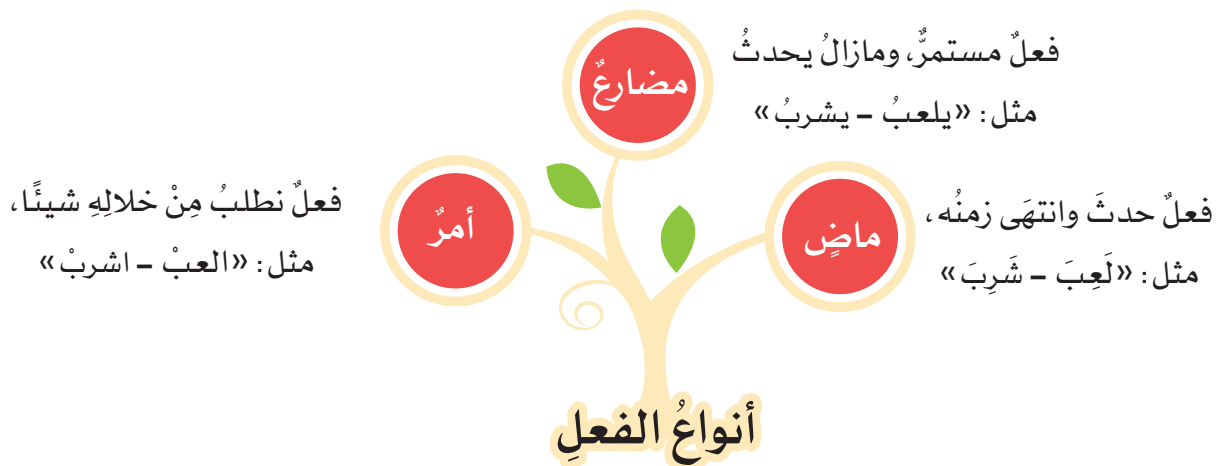 مضارعٌ
فعلٌ مستمرٌّ، ومازالُ يحدثُ
مثل: «يلعبُ – يشربُ»
ماضٍ
فعلٌ حدثَ وانتهَى زمنُه،
مثل: «لَعِبَ – شَرِبَ»
أمرٌ
فعلٌ نطلبُ مِنْ خلالِهِ شيئًا،
مثل: «العبْ – اشربْ»
أنواعُ الفعلِ